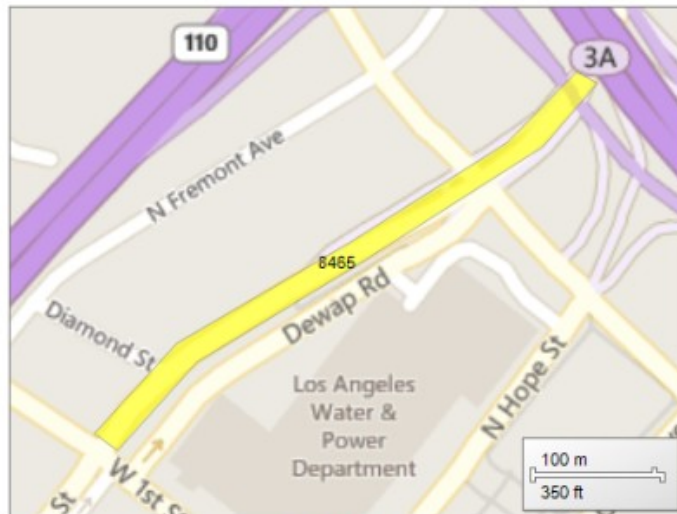 110
3A
N Fremont Ave
8465
Dewap Rd
Diamond St
Los Angeles
Water &
Power
Department
N Hope St
W 1st S
St
100 m
350 ft